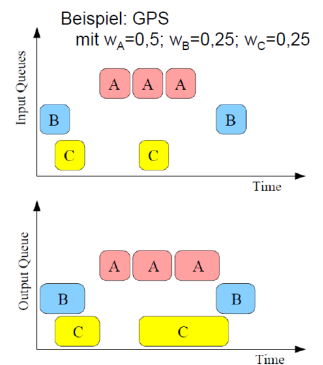 Beispiel: GPS
mit wA=0,5; wB=0,25; wC=0,25
Input Queues
A A A
B B
C C
Time
Output Queue
A A A
B B
C C
Time